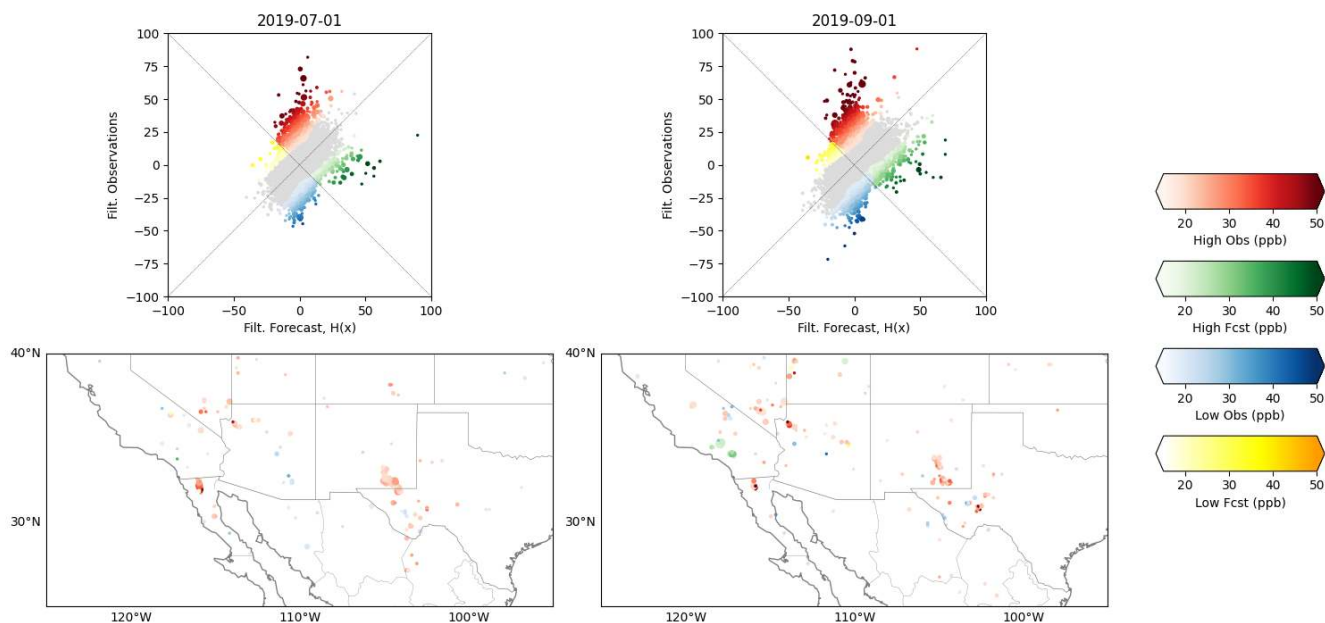 2019-07-01
100
75
50
25
0
−25
−50
−75
−100
Filt. Observations
−100 −50 0 50 100
Filt. Forecast, H(x)
2019-09-01
100
75
50
25
0
−25
−50
−75
−100
Filt. Observations
−100 −50 0 50 100
Filt. Forecast, H(x)
20 30 40 50
High Obs (ppb)
20 30 40 50
High Fcst (ppb)
20 30 40 50
Low Obs (ppb)
20 30 40 50
Low Fcst (ppb)
40°N
30°N
120°W 110°W 100°W
40°N
30°N
120°W 110°W 100°W